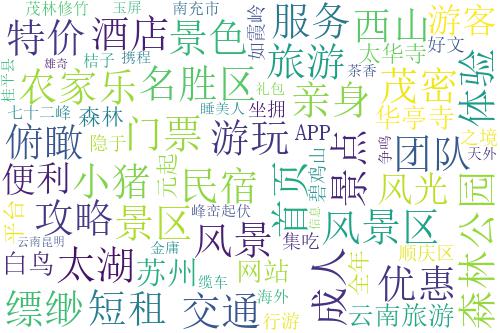 茂林修竹
玉屏
南充市
如霞岭
服务
西山
游客
特价
酒店
景色
旅游
太华寺
好文
桂平县
雄奇
桔子
携程
农家乐
名胜区
亲身
茶香
礼包
茂密
体验
七十二峰
森林
睡美人
坐拥
华亭寺
之境
俯瞰
隐于
门票
游玩
APP
碧鸡山
争鸣
天外
便利
小猪
元起
民宿
首页
景点
团队
风光
森林公园
平台
攻略
景区
峰峦起伏
风景
风景区
信息
顺庆区
云南昆明
金庸
集吃
成人
全年
优惠
白鸟
太湖
苏州
缆车
网站
海外
缥缈
短租
交通
行游
云南旅游